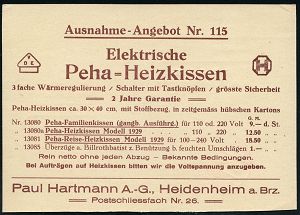 Ausnahme-Angebot Nr. 115
Elektrische
Peha=Heizkissen
3 fache Wärmeregulierung / Schalter mit Tastknöpfen / grösste Sicherheit
2 Jahre Garantie
Peha-Heizkissen ca. 30 × 40 cm, mit Stoffbezug, in zeitgemäss hübschen Kartons
G.M.
Nr. 13080 Peha-Familienkissen (gangb. Ausführg.) für 110 od. 220 Volt 9.— d. St.
„ 13080a Peha-Heizkissen Modell 1929 „ 110 „ 220 „ 12.50 „
„ 13081 Peha-Reise-Heizkissen Modell 1929 für 100–240 Volt 18.50 „
„ 13085 Überzüge a. Billrothbatist z. Benützung b. feuchten Umschlägen 1.— „
Rein netto ohne jeden Abzug — Bekannte Bedingungen.
Bei Aufträgen auf Heizkissen bitten wir die Voltspannung anzugeben.
Paul Hartmann A.-G., Heidenheim a. Brz.
Postschliessfach Nr. 26.